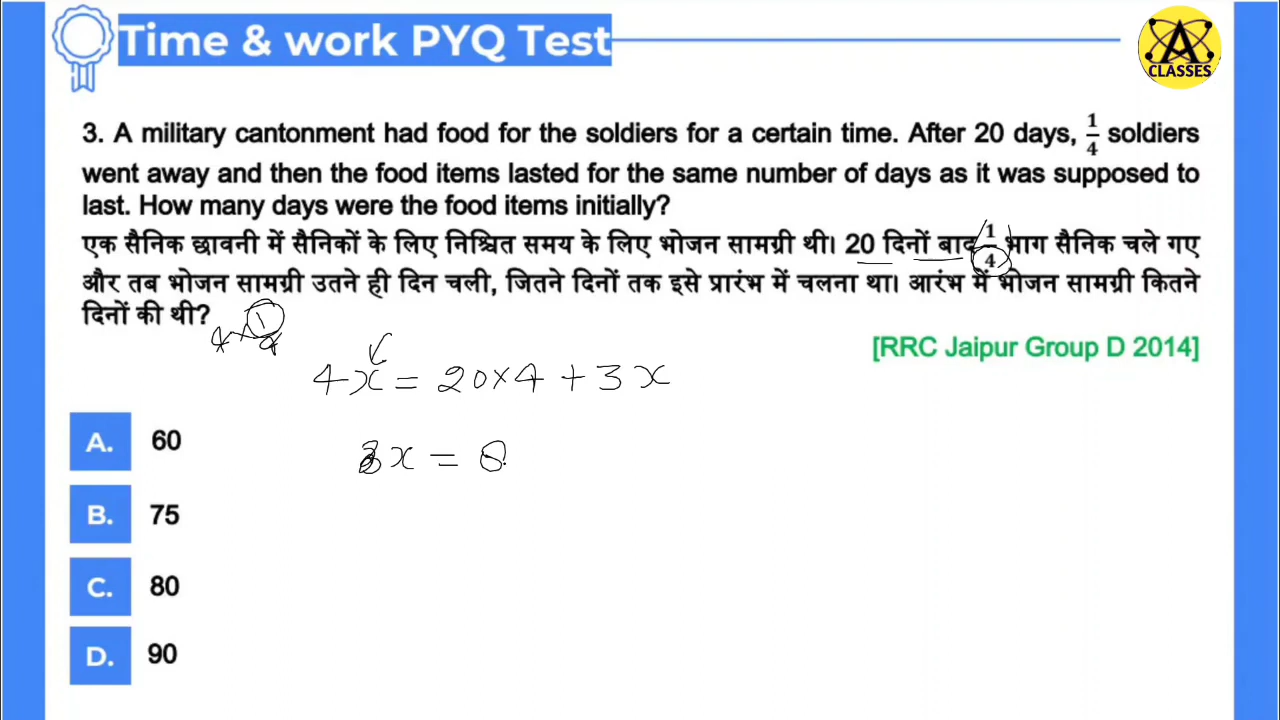 Time & work PYQ Test
A CLASSES
3. A military cantonment had food for the soldiers for a certain time. After 20 days, 1/4 soldiers
went away and then the food items lasted for the same number of days as it was supposed to
last. How many days were the food items initially?
एक सैनिक छावनी में सैनिकों के लिए निश्चित समय के लिए भोजन सामग्री थी। 20 दिनों बाद 1/4 भाग सैनिक चले गए
और तब भोजन सामग्री उतने ही दिन चली, जितने दिनों तक इसे प्रारंभ में चलना था। आरंभ में भोजन सामग्री कितने
दिनों की थी?
4 × 1/4
[RRC Jaipur Group D 2014]
4x = 20×4 + 3x
x = 8
A. 60
B. 75
C. 80
D. 90